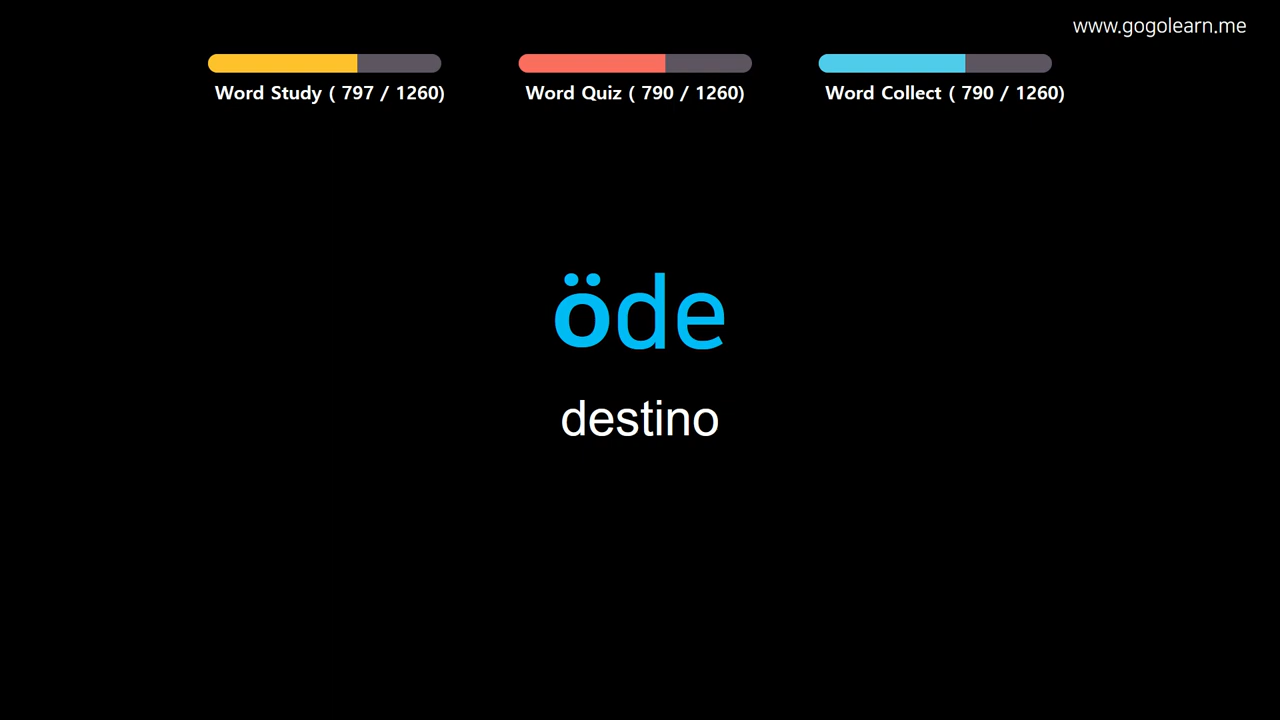 www.gogolearn.me
Word Study ( 797 / 1260)
Word Quiz ( 790 / 1260)
Word Collect ( 790 / 1260)
öde
destino